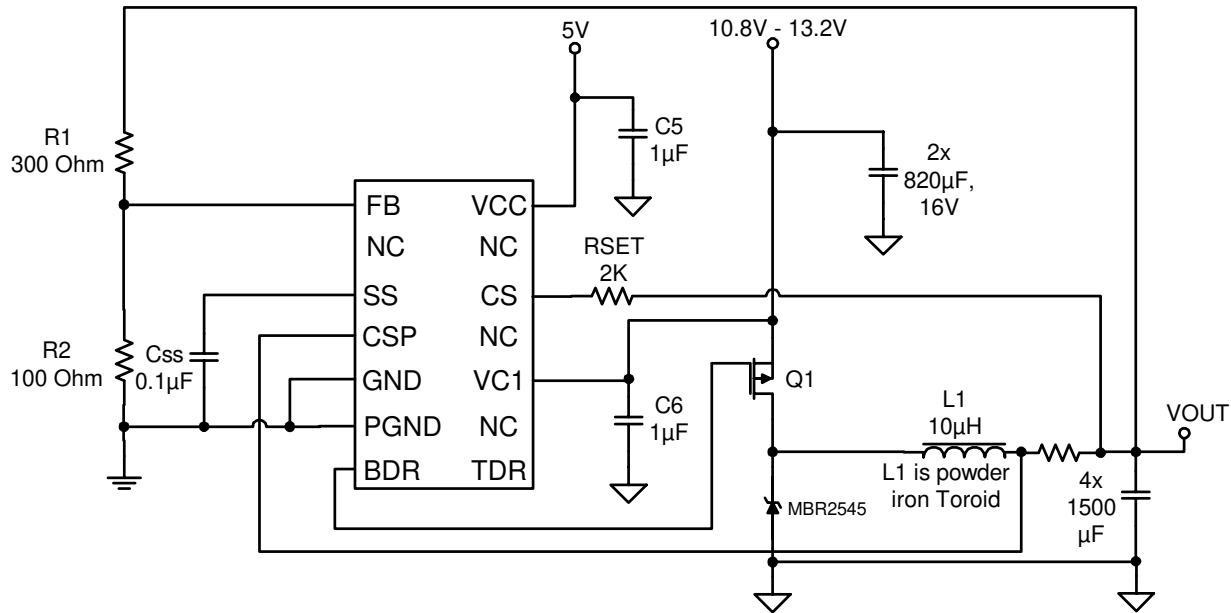 5V
10.8V - 13.2V
R1
300 Ohm
C5
1µF
2x
820µF,
16V
FB
VCC
NC
NC
RSET
2K
SS
CS
CSP
NC
R2
100 Ohm
Css
0.1µF
GND
VC1
Q1
C6
1µF
PGND
NC
L1
10µH
VOUT
BDR
TDR
L1 is powder
iron Toroid
MBR2545
4x
1500
µF